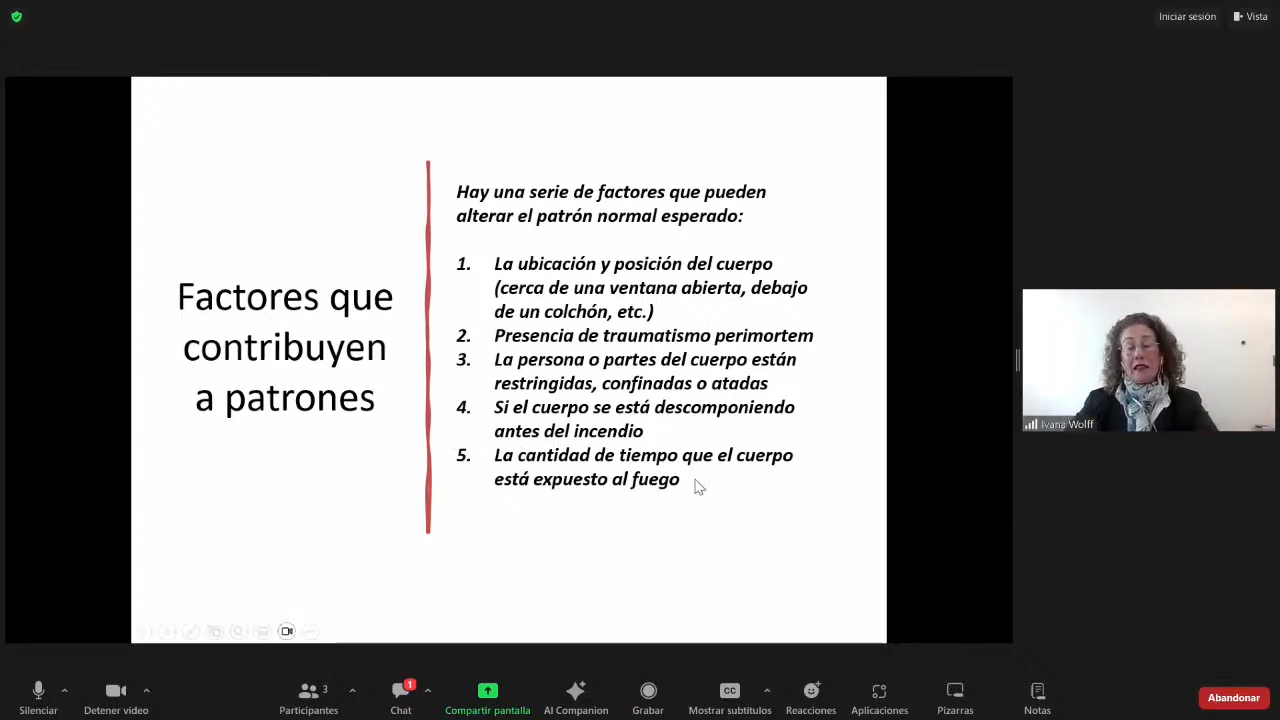 Iniciar sesión
Vista
Factores que
contribuyen
a patrones
Hay una serie de factores que pueden
alterar el patrón normal esperado:
1. La ubicación y posición del cuerpo
(cerca de una ventana abierta, debajo
de un colchón, etc.)
2. Presencia de traumatismo perimortem
3. La persona o partes del cuerpo están
restringidas, confinadas o atadas
4. Si el cuerpo se está descomponiendo
antes del incendio
5. La cantidad de tiempo que el cuerpo
está expuesto al fuego
Ivana Wolff
Silenciar
Detener video
3
Participantes
1
Chat
Compartir pantalla
AI Companion
Grabar
CC
Mostrar subtítulos
Reacciones
Aplicaciones
Pizarras
Notas
Abandonar